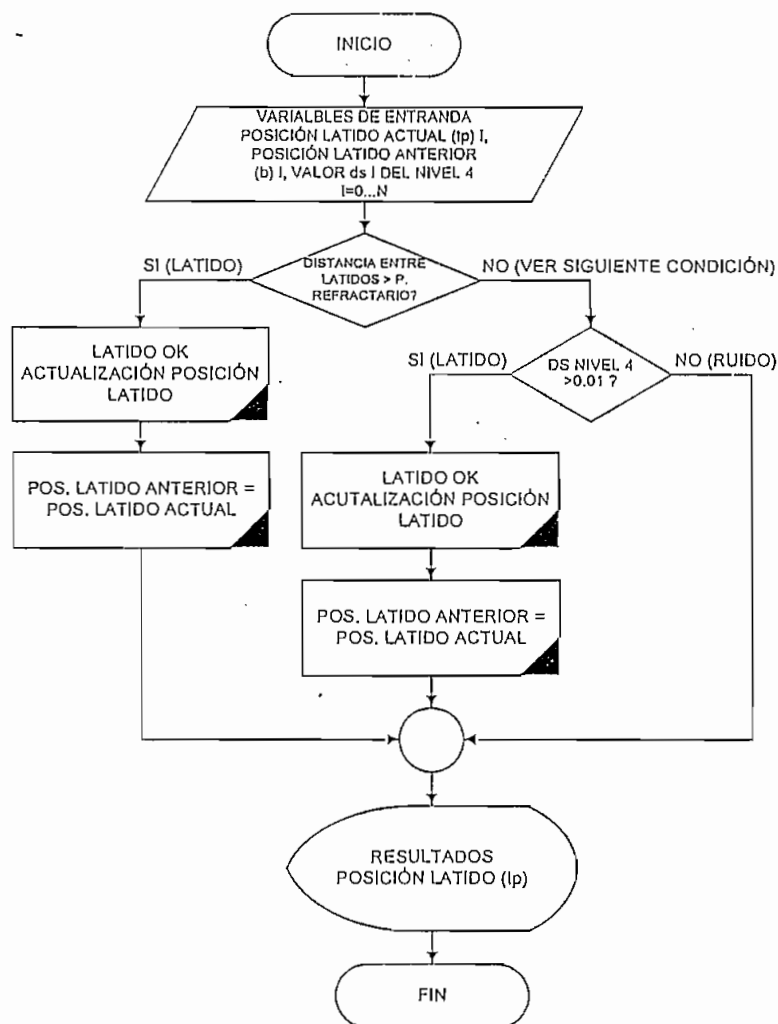 INICIO
VARIALBLES DE ENTRANDA
POSICIÓN LATIDO ACTUAL (lp) I,
POSICIÓN LATIDO ANTERIOR
(b) I, VALOR ds I DEL NIVEL 4
I=0...N
DISTANCIA ENTRE
LATIDOS > P.
REFRACTARIO?
SI (LATIDO)
NO (VER SIGUIENTE CONDICIÓN)
LATIDO OK
ACTUALIZACIÓN POSICIÓN
LATIDO
POS. LATIDO ANTERIOR =
POS. LATIDO ACTUAL
DS NIVEL 4
>0.01 ?
SI (LATIDO)
NO (RUIDO)
LATIDO OK
ACUTALIZACIÓN POSICIÓN
LATIDO
POS. LATIDO ANTERIOR =
POS. LATIDO ACTUAL
RESULTADOS
POSICIÓN LATIDO (lp)
FIN